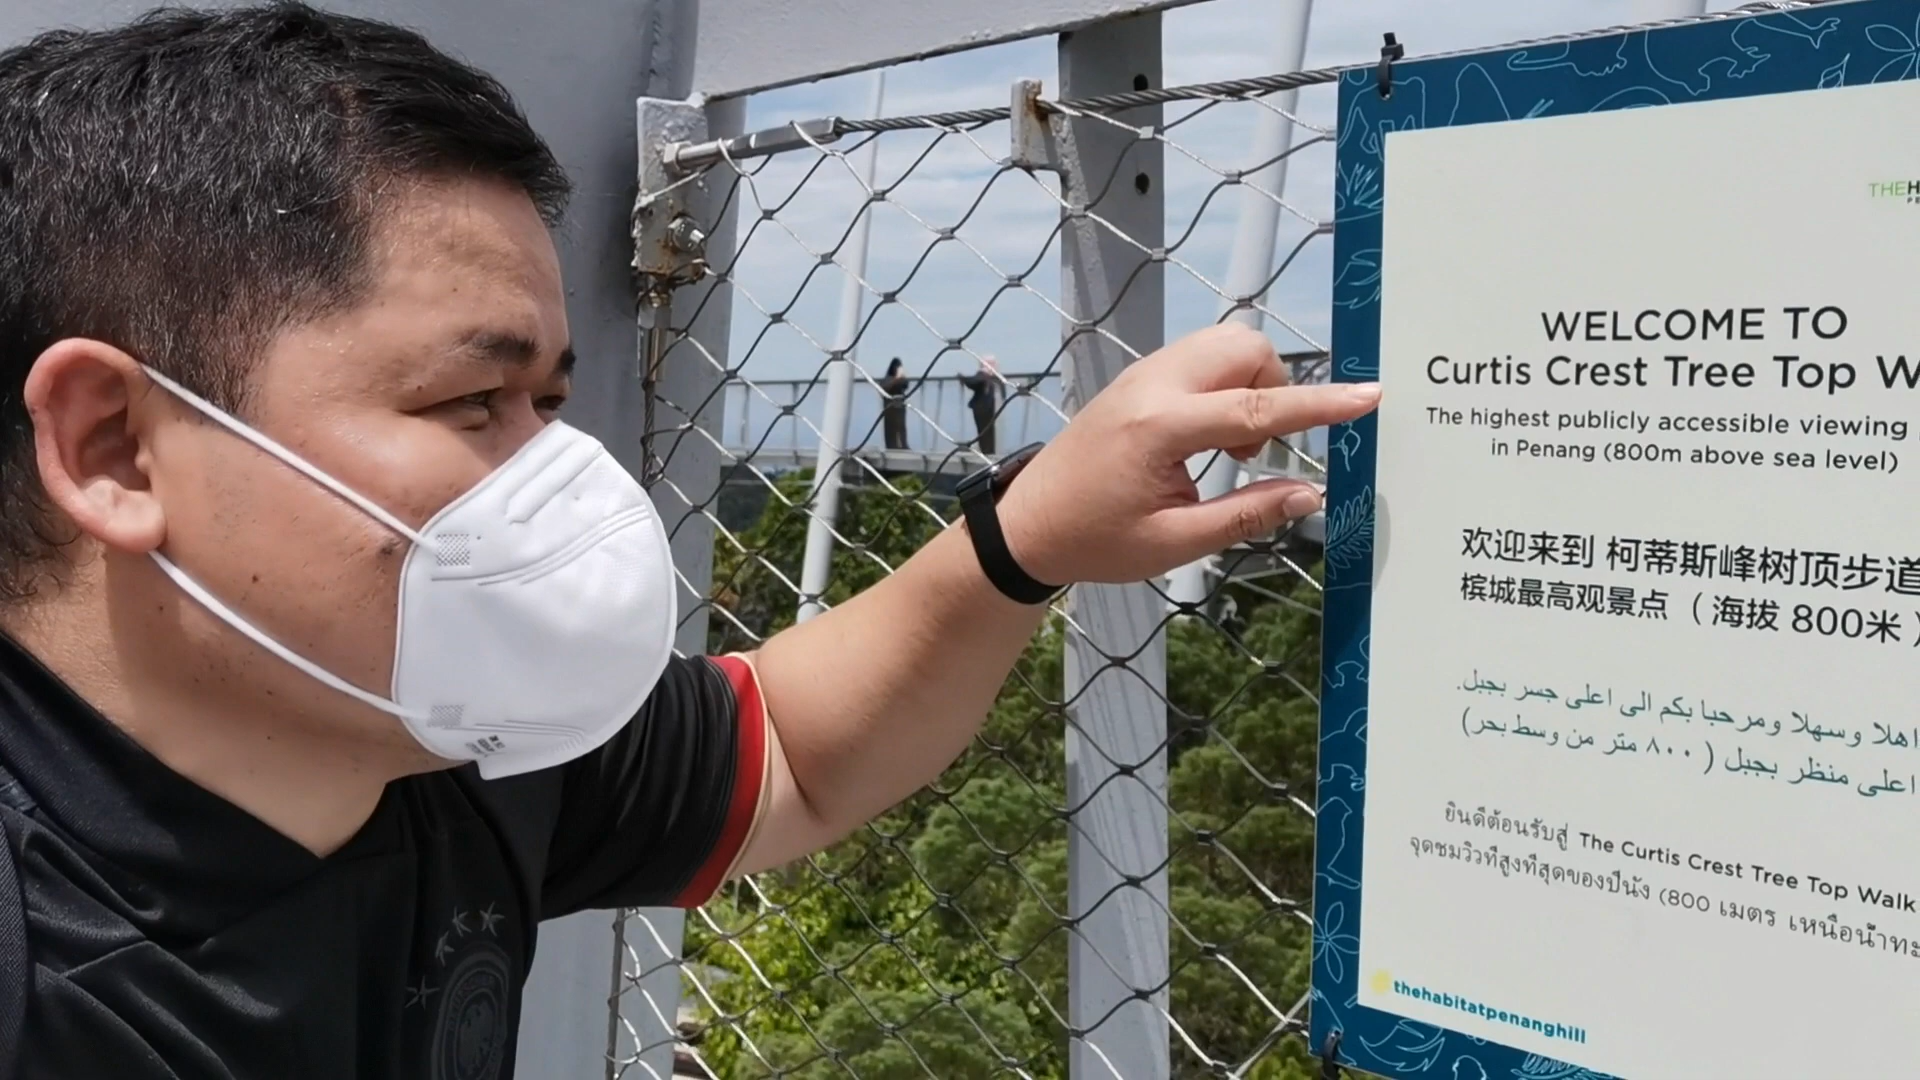 THEH
WELCOME TO
Curtis Crest Tree Top W
The highest publicly accessible viewing
in Penang (800m above sea level)
欢迎来到 柯蒂斯峰树顶步道
槟城最高观景点 （海拔 800米）
اهلا وسهلا ومرحبا بكم الى اعلى جسر بجبل.
اعلى منظر بجبل ( ٨٠٠ متر من وسط بحر)
ยินดีต้อนรับสู่ The Curtis Crest Tree Top Walk
จุดชมวิวที่สูงที่สุดของปีนัง (800 เมตร เหนือน้ำทะ
thehabitatpenanghill